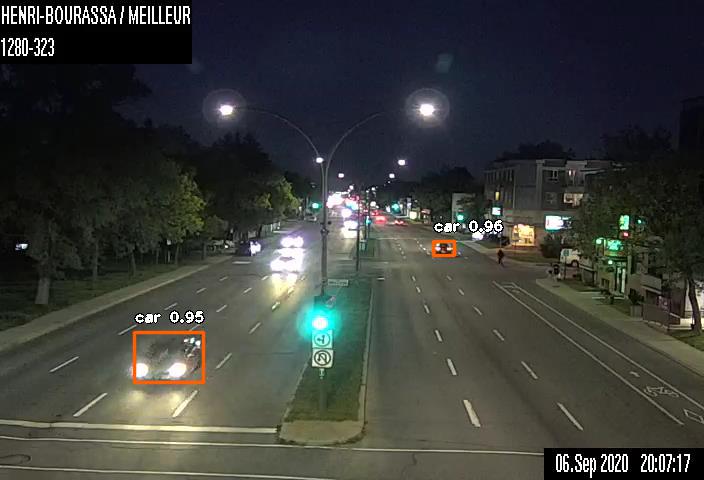 HENRI-BOURASSA / MEILLEUR
1280-323
car 0.96
car 0.95
06.Sep 2020 20:07:17